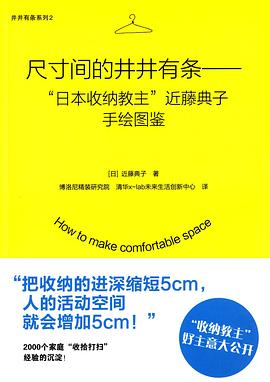 井井有条系列2
尺寸间的井井有条——
“日本收纳教主”近藤典子
手绘图鉴
[日] 近藤典子 著
博洛尼精装研究院 清华x-lab未来生活创新中心 译
How to make comfortable space
“把收纳的进深缩短5cm，
人的活动空间
就会增加5cm！”
2000个家庭“收拾打扫”
经验的沉淀！
“收纳教主”
好主意大公开